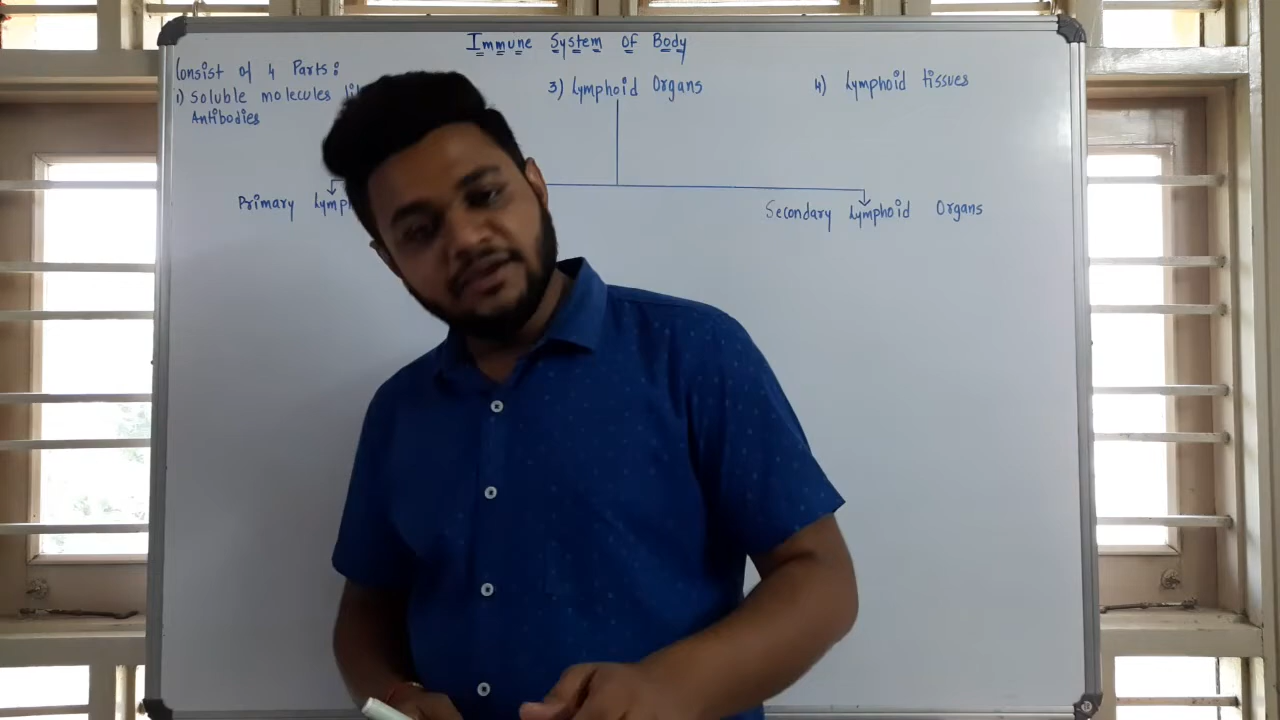 Immune System of Body
Consist of 4 Parts:
1) Soluble molecules
Antibodies
3) Lymphoid Organs
4) Lymphoid tissues
Primary
Secondary Lymphoid Organs